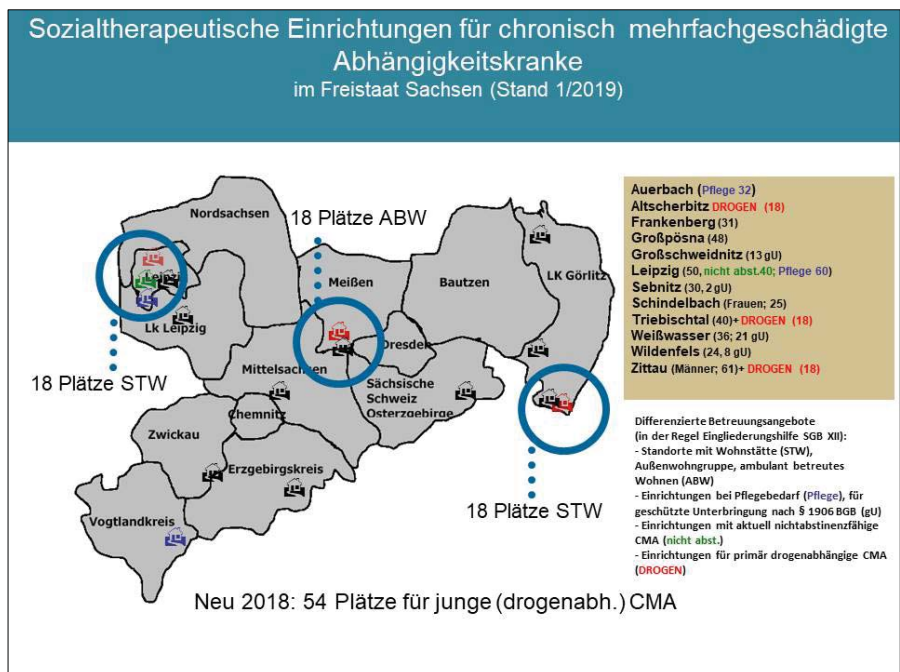 Sozialtherapeutische Einrichtungen für chronisch mehrfachgeschädigte
Abhängigkeitskranke
im Freistaat Sachsen (Stand 1/2019)
Nordsachsen
18 Plätze ABW
Leipzig
Meißen
Bautzen
LK Görlitz
Lk Leipzig
Dresden
18 Plätze STW
Mittelsachsen
Sächsische
Schweiz
Osterzgebirge
Chemnitz
Zwickau
Erzgebirgskreis
18 Plätze STW
Vogtlandkreis
Neu 2018: 54 Plätze für junge (drogenabh.) CMA
Auerbach (Pflege 32)
Altscherbitz DROGEN (18)
Frankenberg (31)
Großpösna (48)
Großschweidnitz (13 gU)
Leipzig (50, nicht abst.40; Pflege 60)
Sebnitz (30, 2 gU)
Schindelbach (Frauen; 25)
Triebischtal (40)+ DROGEN (18)
Weißwasser (36; 21 gU)
Wildenfels (24, 8 gU)
Zittau (Männer; 61)+ DROGEN (18)
Differenzierte Betreuungsangebote
(in der Regel Eingliederungshilfe SGB XII):
- Standorte mit Wohnstätte (STW),
Außenwohngruppe, ambulant betreutes
Wohnen (ABW)
- Einrichtungen bei Pflegebedarf (Pflege), für
geschützte Unterbringung nach § 1906 BGB (gU)
- Einrichtungen mit aktuell nichtabstinenzfähige
CMA (nicht abst.)
- Einrichtungen für primär drogenabhängige CMA
(DROGEN)